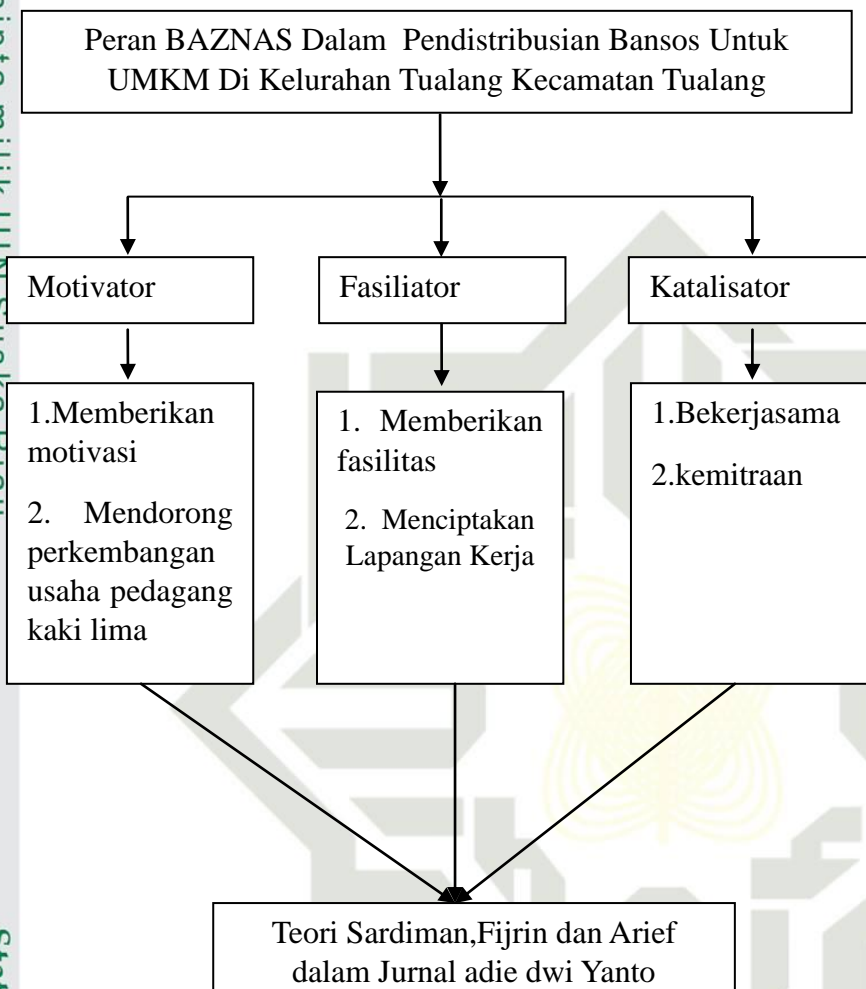 Peran BAZNAS Dalam Pendistribusian Bansos Untuk
UMKM Di Kelurahan Tualang Kecamatan Tualang
Motivator
Fasiliator
Katalisator
1.Memberikan
motivasi
2. Mendorong
perkembangan
usaha pedagang
kaki lima
1. Memberikan
fasilitas
2. Menciptakan
Lapangan Kerja
1.Bekerjasama
2.kemitraan
Teori Sardiman,Fijrin dan Arief
dalam Jurnal adie dwi Yanto